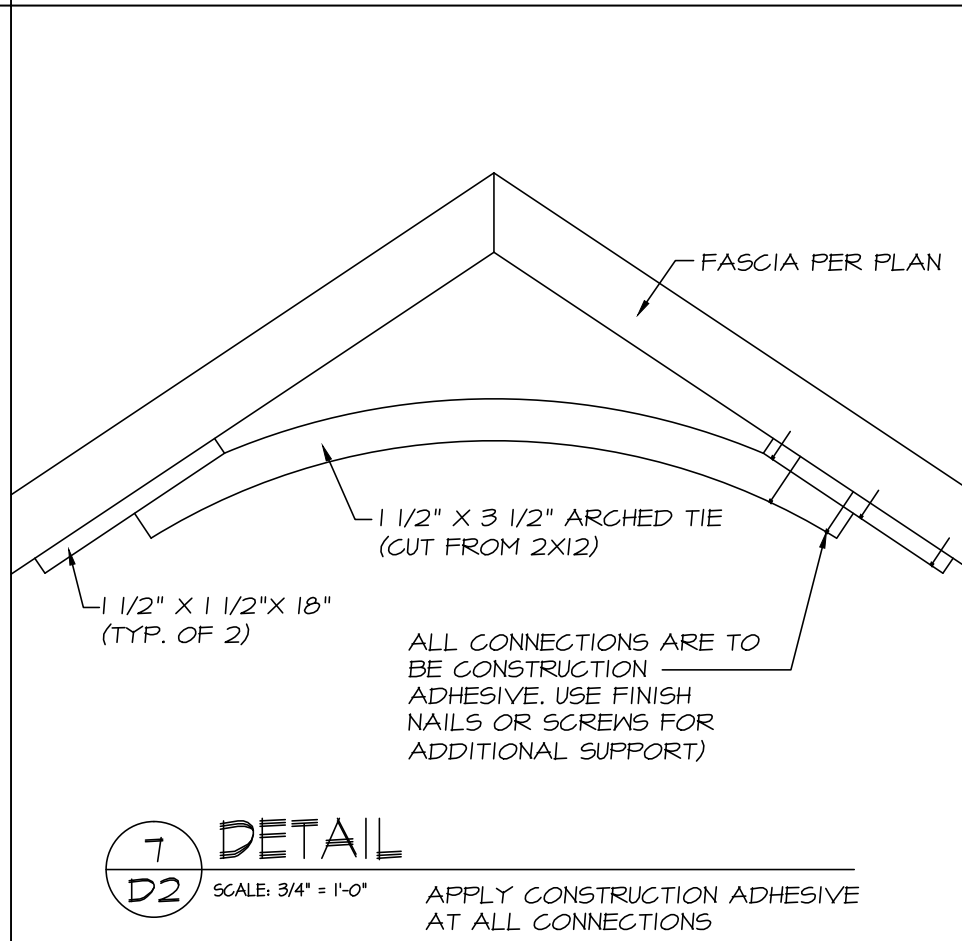 FASCIA PER PLAN
1 1/2" X 3 1/2" ARCHED TIE
(CUT FROM 2X12)
1 1/2" X 1 1/2"X 18"
(TYP. OF 2)
ALL CONNECTIONS ARE TO
BE CONSTRUCTION
ADHESIVE. USE FINISH
NAILS OR SCREWS FOR
ADDITIONAL SUPPORT)
7
D2
DETAIL
SCALE: 3/4" = 1'-0"
APPLY CONSTRUCTION ADHESIVE
AT ALL CONNECTIONS